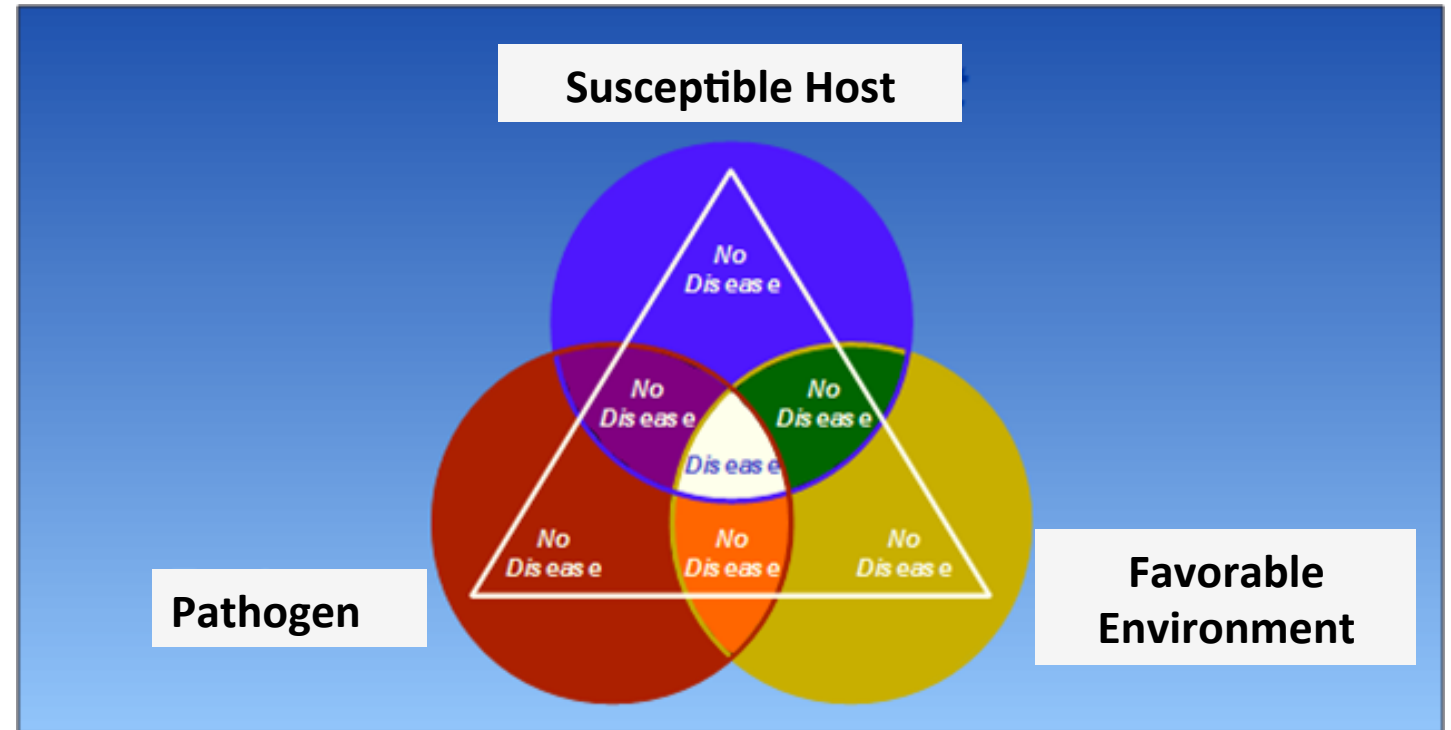 Susceptible Host
No
Disease
No
Disease
No
Disease
Disease
No
Disease
No
Disease
No
Disease
Pathogen
Favorable
Environment